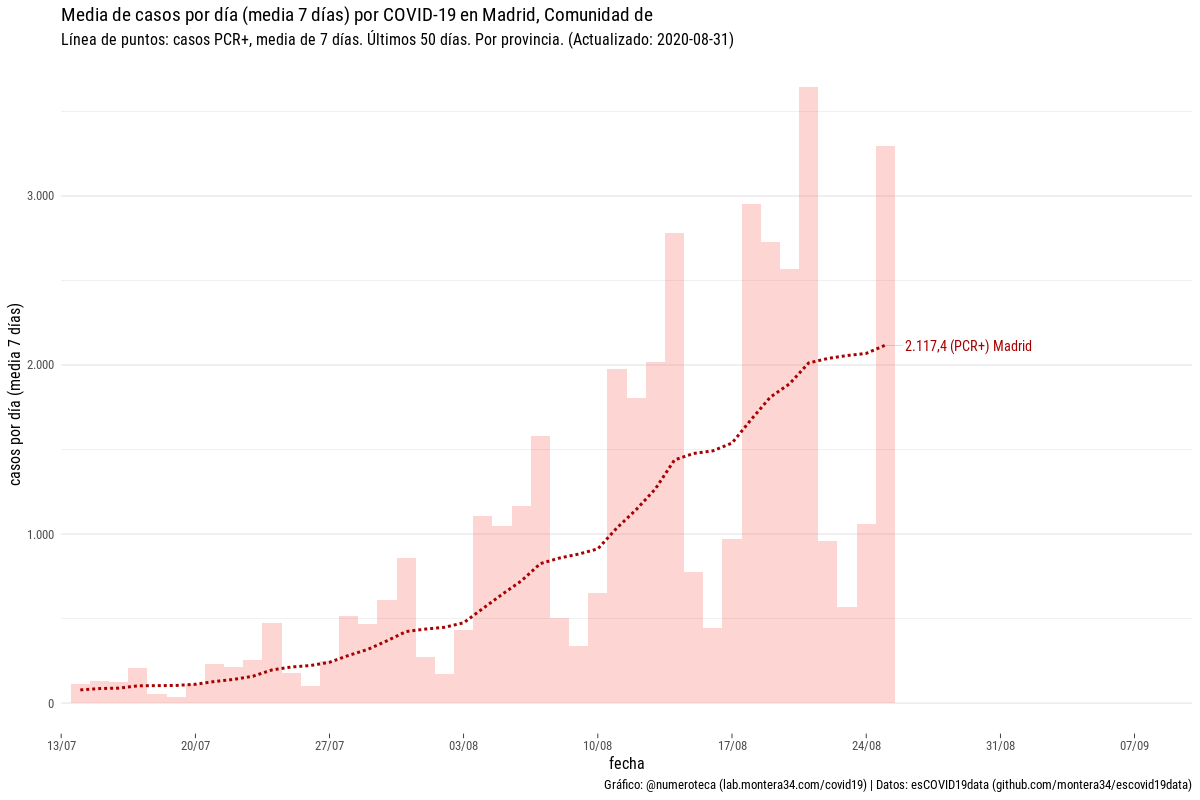 Media de casos por día (media 7 días) por COVID-19 en Madrid, Comunidad de
Línea de puntos: casos PCR+, media de 7 días. Últimos 50 días. Por provincia. (Actualizado: 2020-08-31)
casos por día (media 7 días)
3.000
2.000
1.000
0
2.117,4 (PCR+) Madrid
13/07
20/07
27/07
03/08
10/08
17/08
24/08
31/08
07/09
fecha
Gráfico: @numeroteca (lab.montera34.com/covid19) | Datos: esCOVID19data (github.com/montera34/escovid19data)